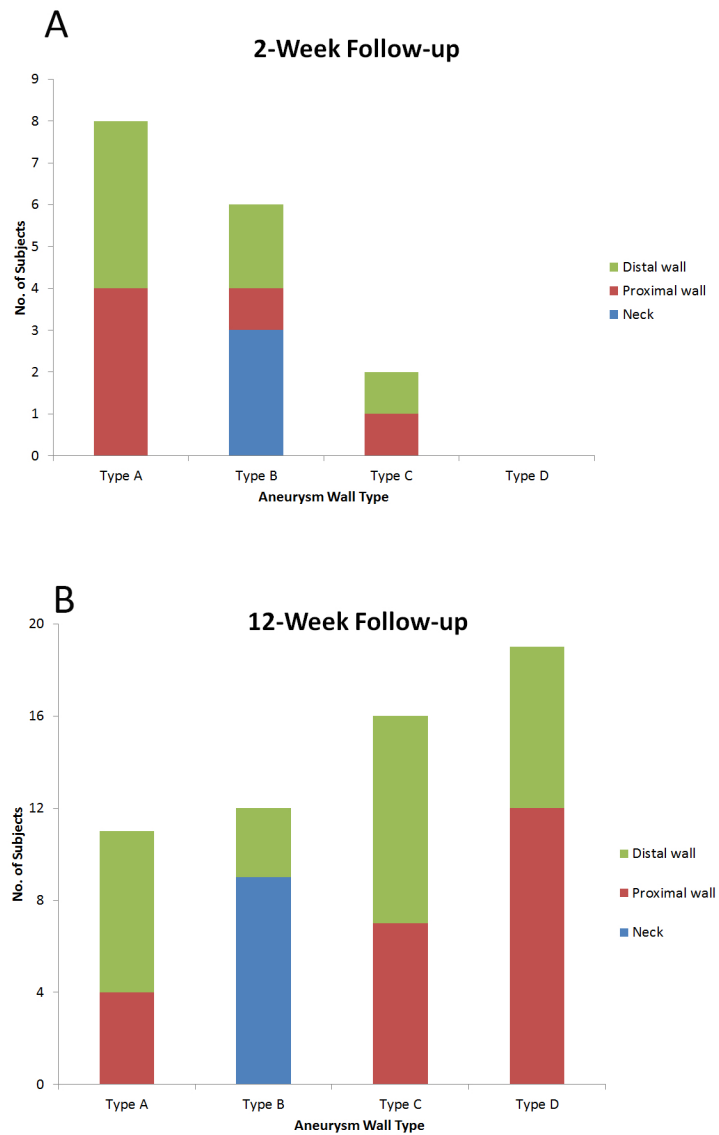 A
2-Week Follow-up
9
8
7
6
5
4
3
2
1
0
No. of Subjects
Type A Type B Type C Type D
Aneurysm Wall Type
Distal wall
Proximal wall
Neck
B
12-Week Follow-up
20
16
12
8
4
0
No. of Subjects
Type A Type B Type C Type D
Aneurysm Wall Type
Distal wall
Proximal wall
Neck